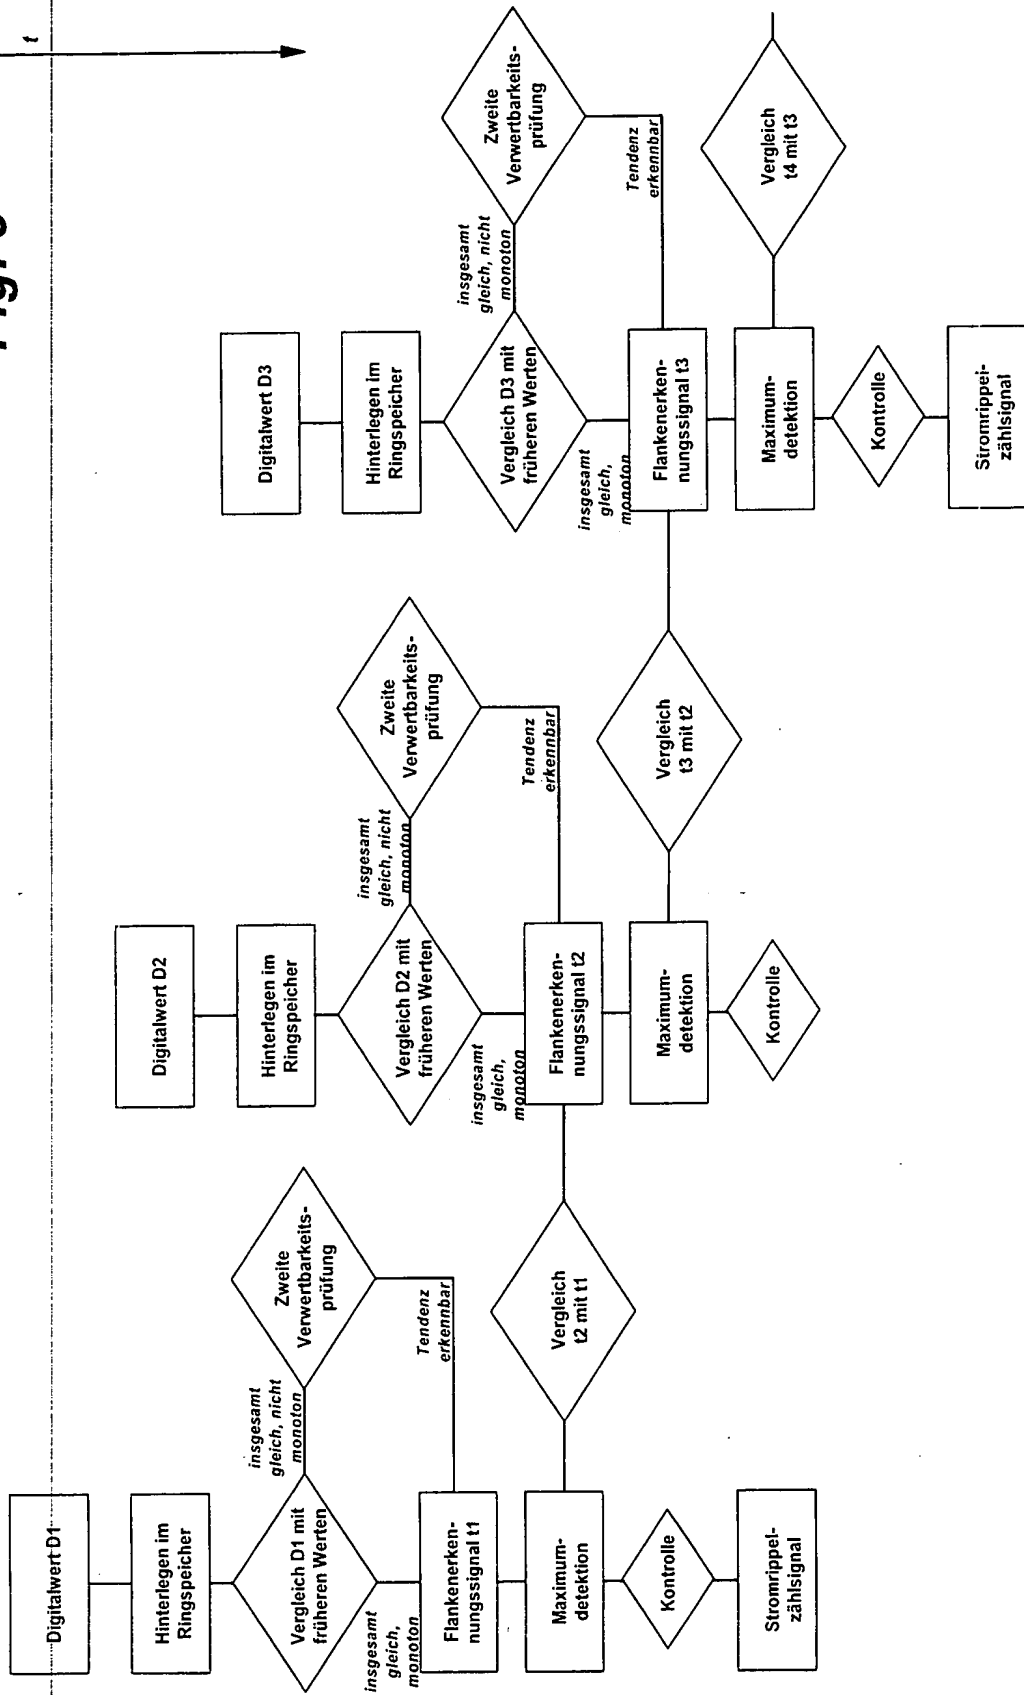 t
Digitalwert D1
Hinterlegen im
Ringspeicher
Vergleich D1 mit
früheren Werten
insgesamt
gleich, nicht
monoton
Zweite
Verwertbarkeits-
prüfung
insgesamt
gleich,
monoton
Tendenz
erkennbar
Flankenerken-
nungssignal t1
Maximum-
detektion
Vergleich
t2 mit t1
Kontrolle
Stromrippel-
zählsignal
Digitalwert D2
Hinterlegen im
Ringspeicher
Vergleich D2 mit
früheren Werten
insgesamt
gleich, nicht
monoton
Zweite
Verwertbarkeits-
prüfung
insgesamt
gleich,
monoton
Tendenz
erkennbar
Flankenerken-
nungssignal t2
Maximum-
detektion
Vergleich
t3 mit t2
Kontrolle
Digitalwert D3
Hinterlegen im
Ringspeicher
Vergleich D3 mit
früheren Werten
insgesamt
gleich, nicht
monoton
Zweite
Verwertbarkeits-
prüfung
insgesamt
gleich,
monoton
Tendenz
erkennbar
Flankenerken-
nungssignal t3
Maximum-
detektion
Vergleich
t4 mit t3
Kontrolle
Stromrippel-
zählsignal